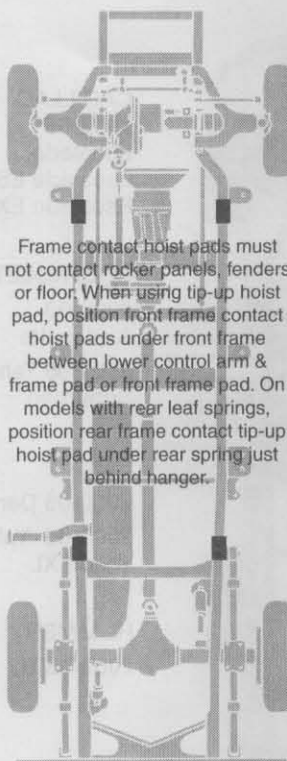 Frame contact hoist pads must
not contact rocker panels, fenders
or floor. When using tip-up hoist
pad, position front frame contact
hoist pads under front frame
between lower control arm &
frame pad or front frame pad. On
models with rear leaf springs,
position rear frame contact tip-up
hoist pad under rear spring just
behind hanger.